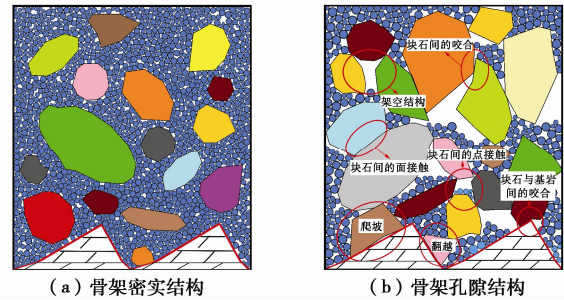 块石间的咬合
架空结构
块石间的点接触
块石间的面接触
块石与基岩
间的咬合
爬坡
翻越
(a) 骨架密实结构
(b) 骨架孔隙结构